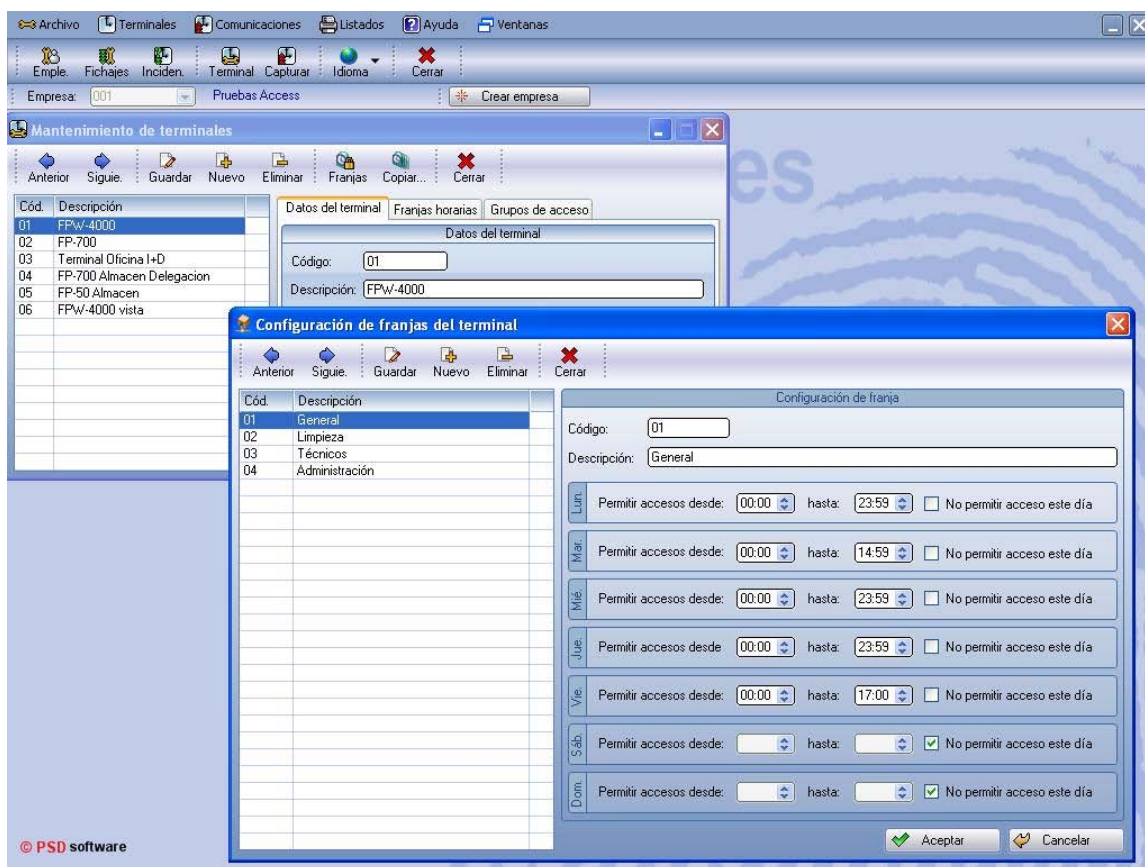 Archivo Terminales Comunicaciones Listados Ayuda Ventanas
Emple. Fichajes Inciden. Terminal Capturar Idioma Cerrar
Empresa: 001 Pruebas Access Crear empresa
es
Mantenimiento de terminales
Anterior Siguie. Guardar Nuevo Eliminar Franjas Copiar... Cerrar
Cód. Descripción
01 FPW-4000
02 FP-700
03 Terminal Oficina I+D
04 FP-700 Almacen Delegacion
05 FP-50 Almacen
06 FPW-4000 vista
Datos del terminal Franjas horarias Grupos de acceso
Datos del terminal
Código: 01
Descripción: FPW-4000
Configuración de franjas del terminal
Anterior Siguie. Guardar Nuevo Eliminar Cerrar
Cód. Descripción
01 General
02 Limpieza
03 Técnicos
04 Administración
Configuración de franja
Código: 01
Descripción: General
Lun. Permitir accesos desde: 00:00 hasta: 23:59 No permitir acceso este día
Mar. Permitir accesos desde: 00:00 hasta: 14:59 No permitir acceso este día
Mié. Permitir accesos desde: 00:00 hasta: 23:59 No permitir acceso este día
Jue. Permitir accesos desde 00:00 hasta: 23:59 No permitir acceso este día
Vie. Permitir accesos desde: 00:00 hasta: 17:00 No permitir acceso este día
Sáb. Permitir accesos desde: hasta: No permitir acceso este día
Dom. Permitir accesos desde: hasta: No permitir acceso este día
Aceptar Cancelar
© PSD software